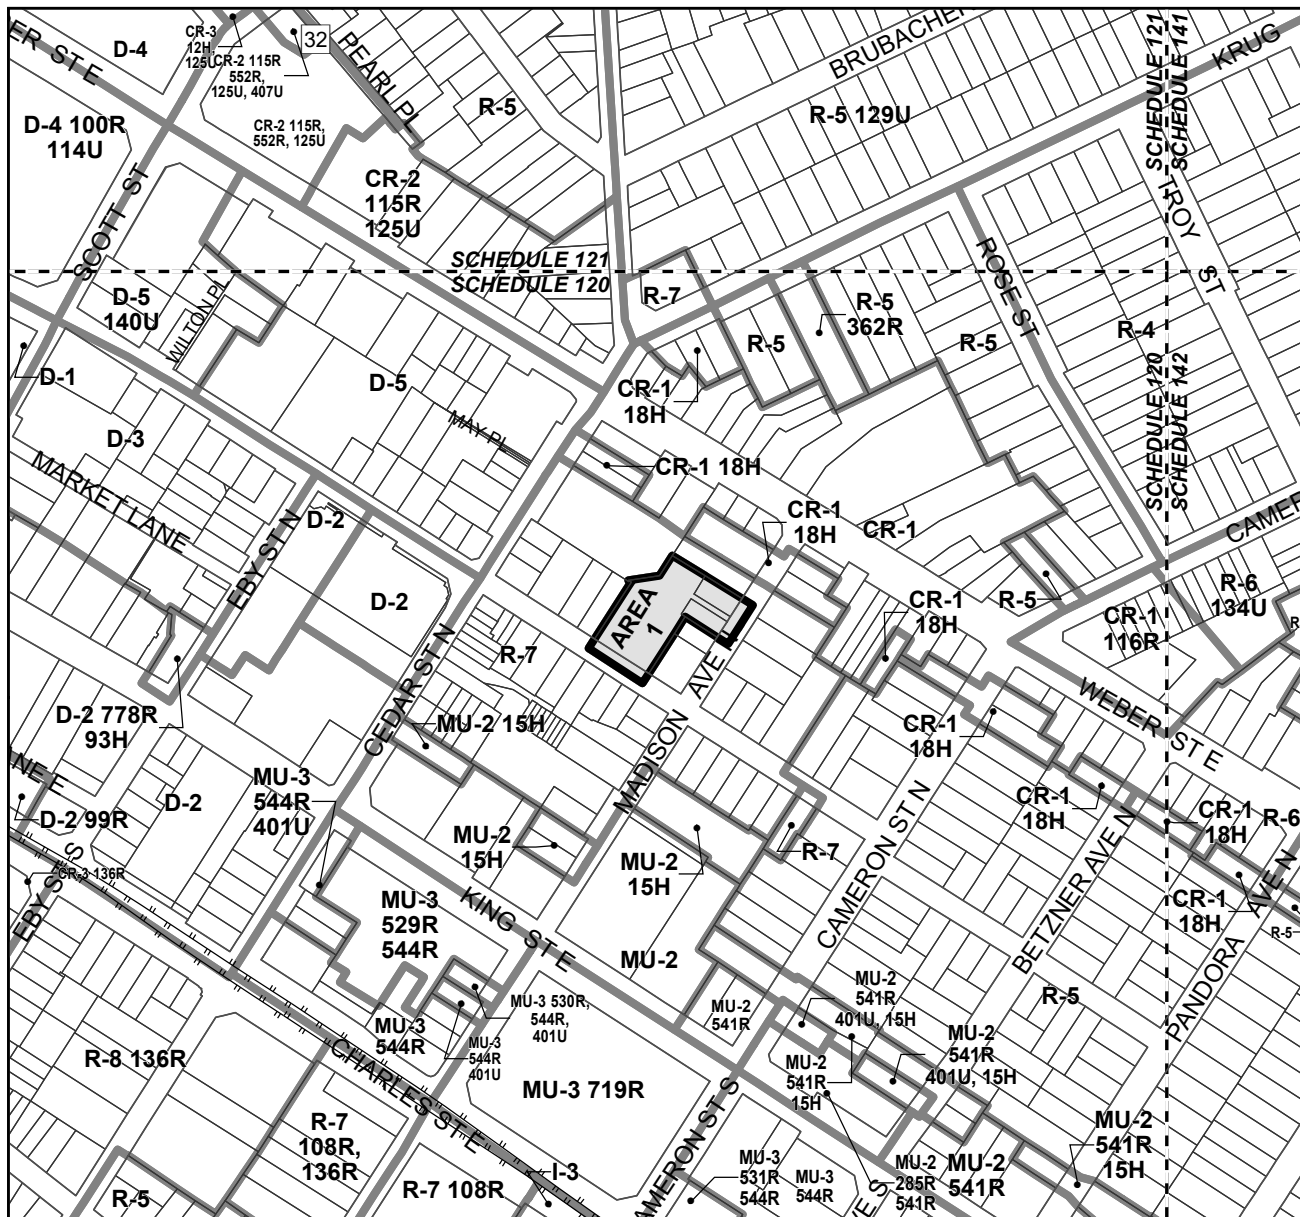 ER ST E
D-4
CR-3
12H,
125U
CR-2 115R
552R,
125U, 407U
32
PEARL PL
R-5
BRUBACHER
KRUG
SCHEDULE 121
SCHEDULE 141
D-4 100R
114U
CR-2 115R,
552R, 125U
R-5 129U
CR-2
115R
125U
SCOTT ST
TROY
ST
SCHEDULE 121
SCHEDULE 120
ROSE ST
D-5
140U
WILTON PL
R-7
R-5
362R
R-5
R-5
R-4
D-1
D-5
CR-1
18H
SCHEDULE 120
SCHEDULE 142
D-3
MAY PL
MARKET LANE
CR-1 18H
D-2
CR-1
18H
CR-1
CAMER
EBY ST N
D-2
AREA
1
R-5
CR-1
18H
R-6
134U
CR-1
116R
R
R-7
CEDAR ST N
MADISON
AVE
WEBER ST E
D-2 778R
93H
MU-2 15H
CR-1
18H
ANE E
D-2
MU-3
544R
401U
CAMERON ST N
CR-1
18H
CR-1
18H
R-6
D-2 99R
MU-2
15H
MU-2
15H
R-7
BETZNER AVE N
EBY ST S
CR-3 136R
CR-1
18H
PANDORA AVE N
R-5
MU-3
529R
544R
KING ST E
MU-2
R-5
MU-2
541R
MU-2
541R
401U, 15H
MU-3 530R,
544R,
401U
MU-3
544R
MU-3
544R
401U
MU-2
541R
401U, 15H
MU-2
541R
15H
R-8 136R
CHARLES ST E
MU-3 719R
CAMERON ST S
R-7
108R,
136R
MU-2
541R
15H
I-3
MU-3
531R
544R
MU-3
544R
MU-2
285R
541R
MU-2
541R
R-5
R-7 108R
VE S